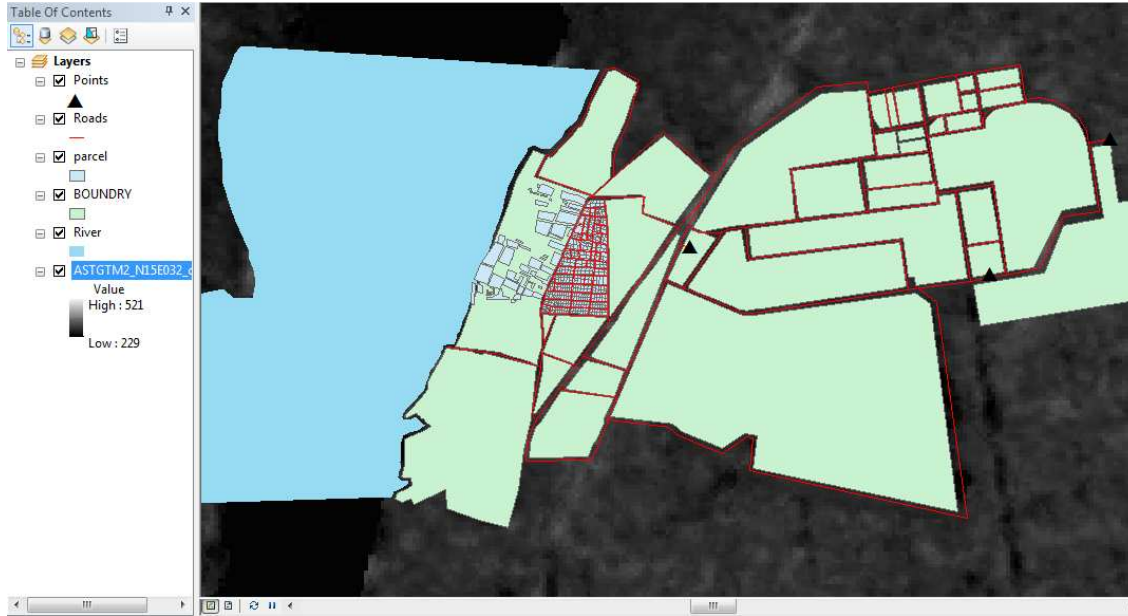 Table Of Contents
Layers
Points
Roads
parcel
BOUNDRY
River
ASTGTM2_N15E032_
Value
High : 521
Low : 229